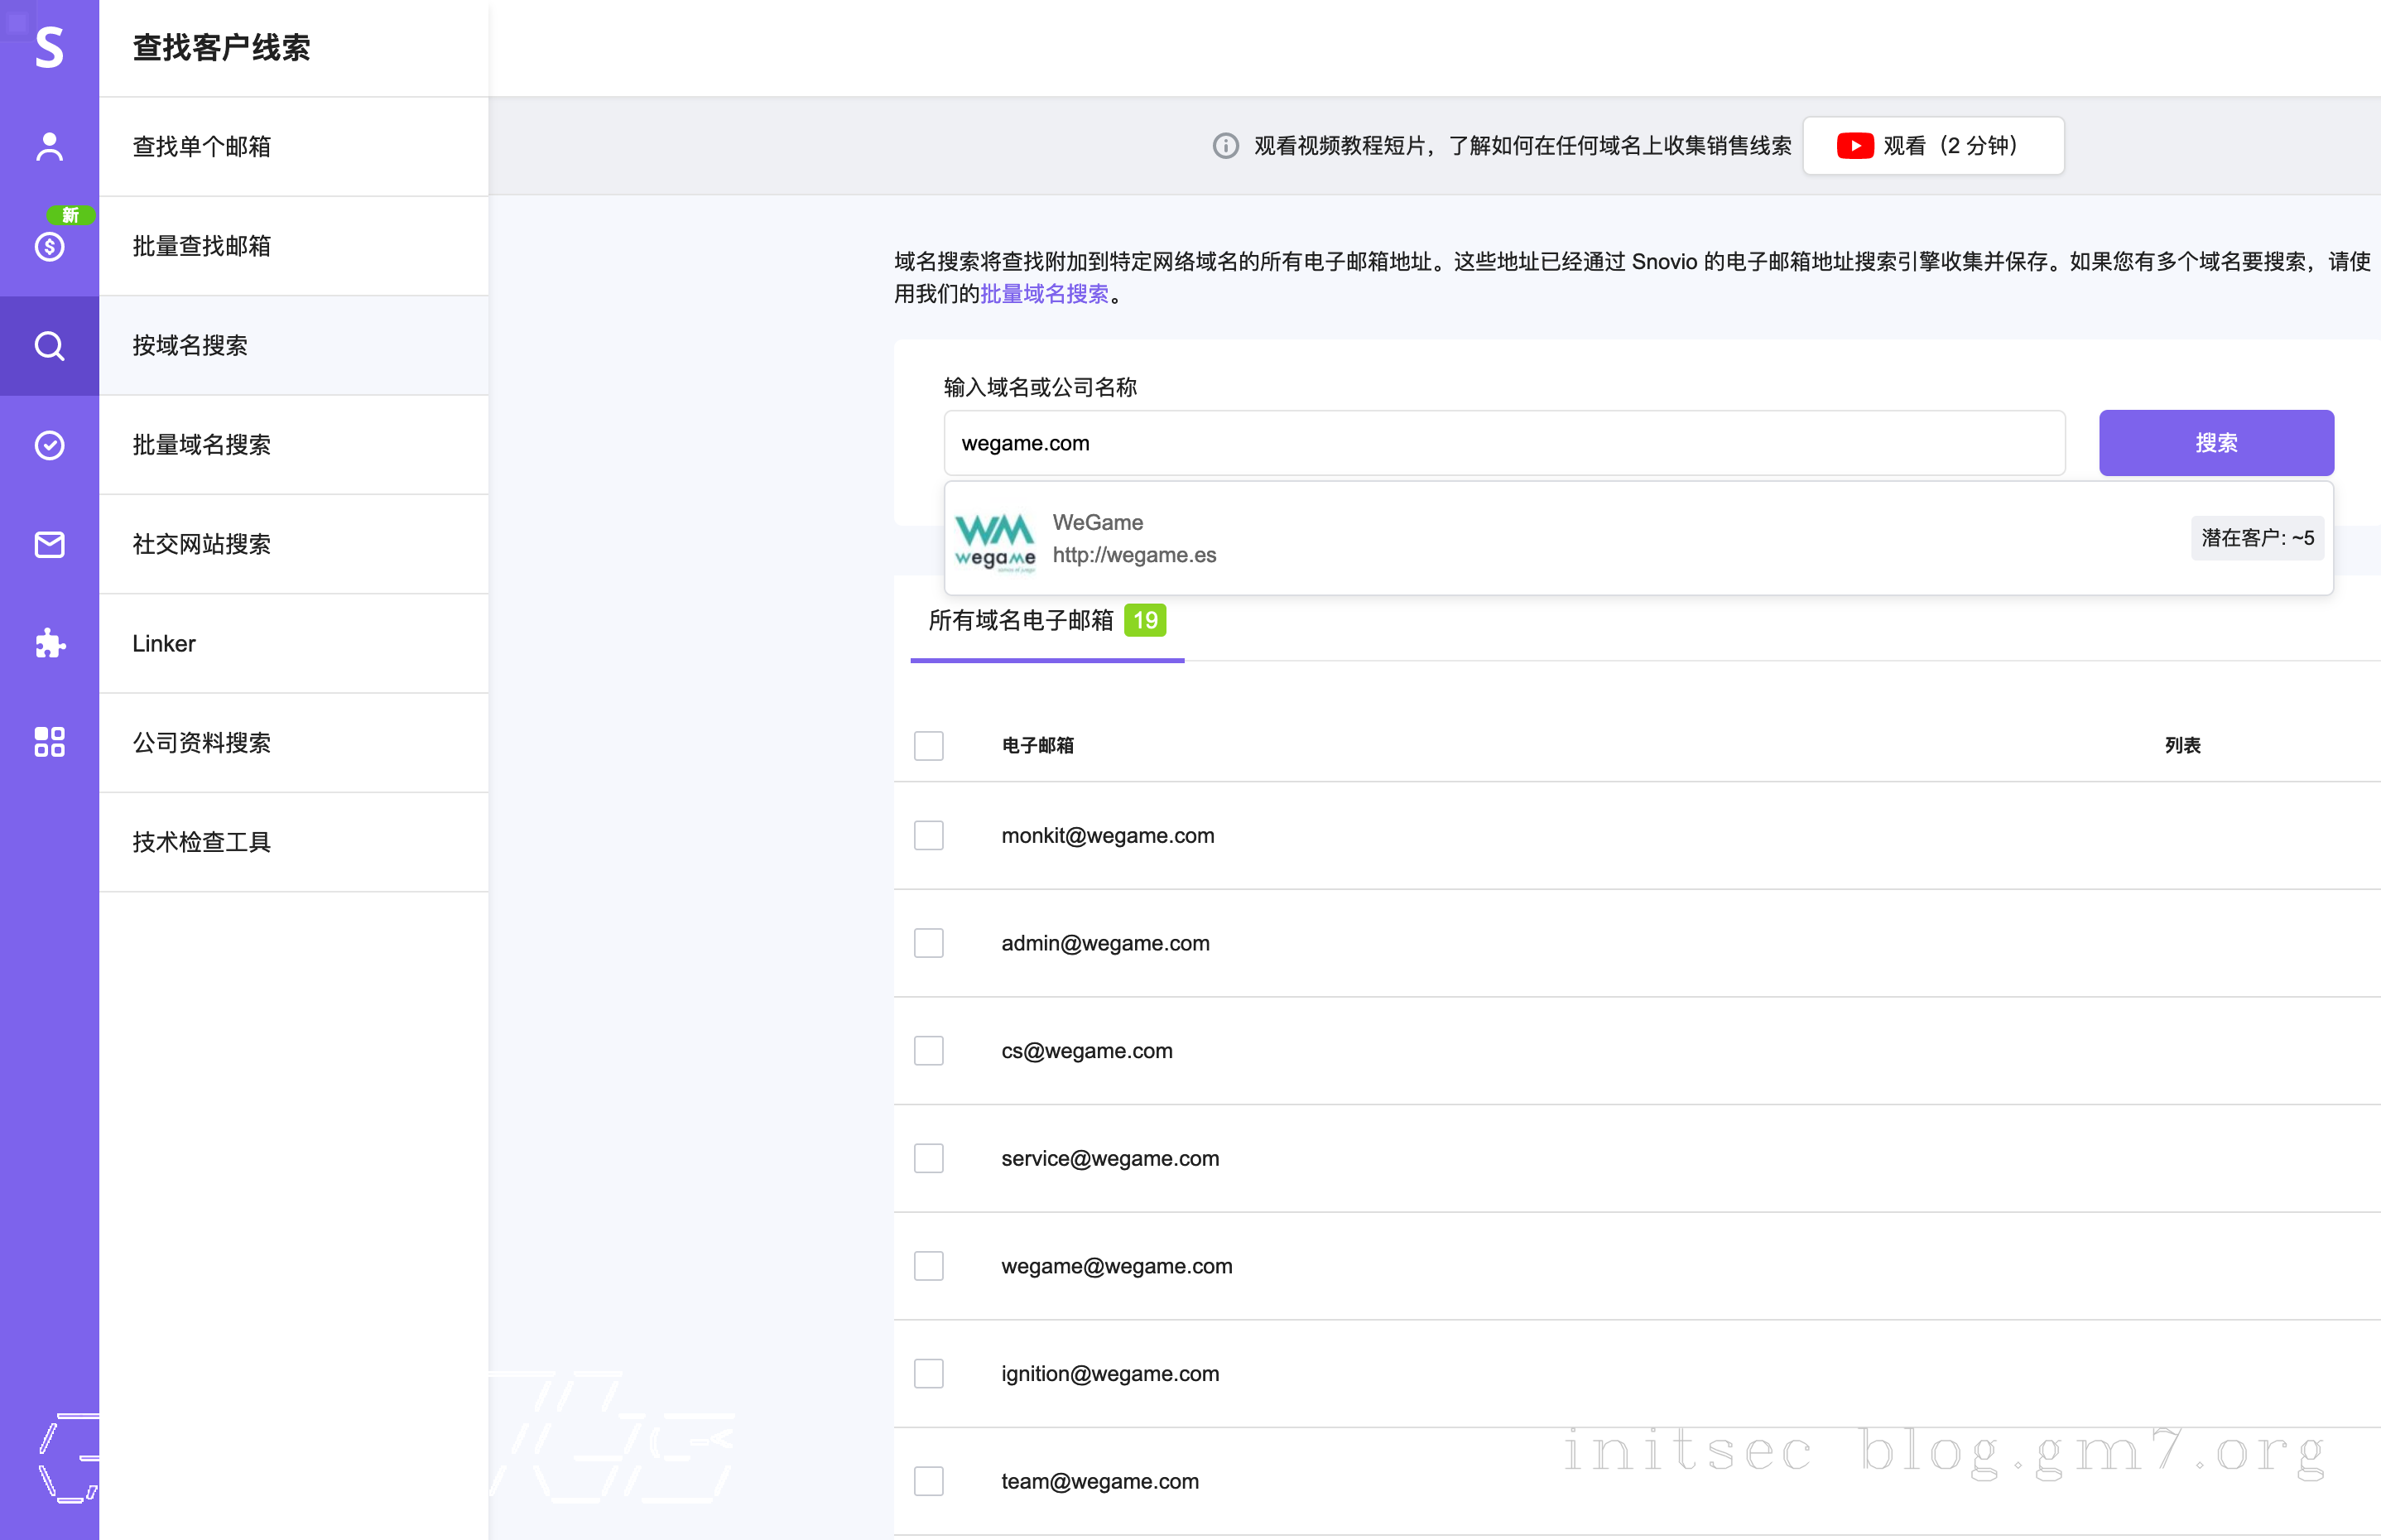 S
查找客户线索
查找单个邮箱
新
批量查找邮箱
按域名搜索
批量域名搜索
社交网站搜索
Linker
公司资料搜索
技术检查工具
观看视频教程短片，了解如何在任何域名上收集销售线索
观看（2 分钟）
域名搜索将查找附加到特定网络域名的所有电子邮箱地址。这些地址已经通过 Snovio 的电子邮箱地址搜索引擎收集并保存。如果您有多个域名要搜索，请使
用我们的批量域名搜索。
输入域名或公司名称
wegame.com
搜索
WM
wegame
WeGame
http://wegame.es
潜在客户: ~5
所有域名电子邮箱 19
电子邮箱 列表
monkit@wegame.com
admin@wegame.com
cs@wegame.com
service@wegame.com
wegame@wegame.com
ignition@wegame.com
team@wegame.com
initsec blog.gm7.org